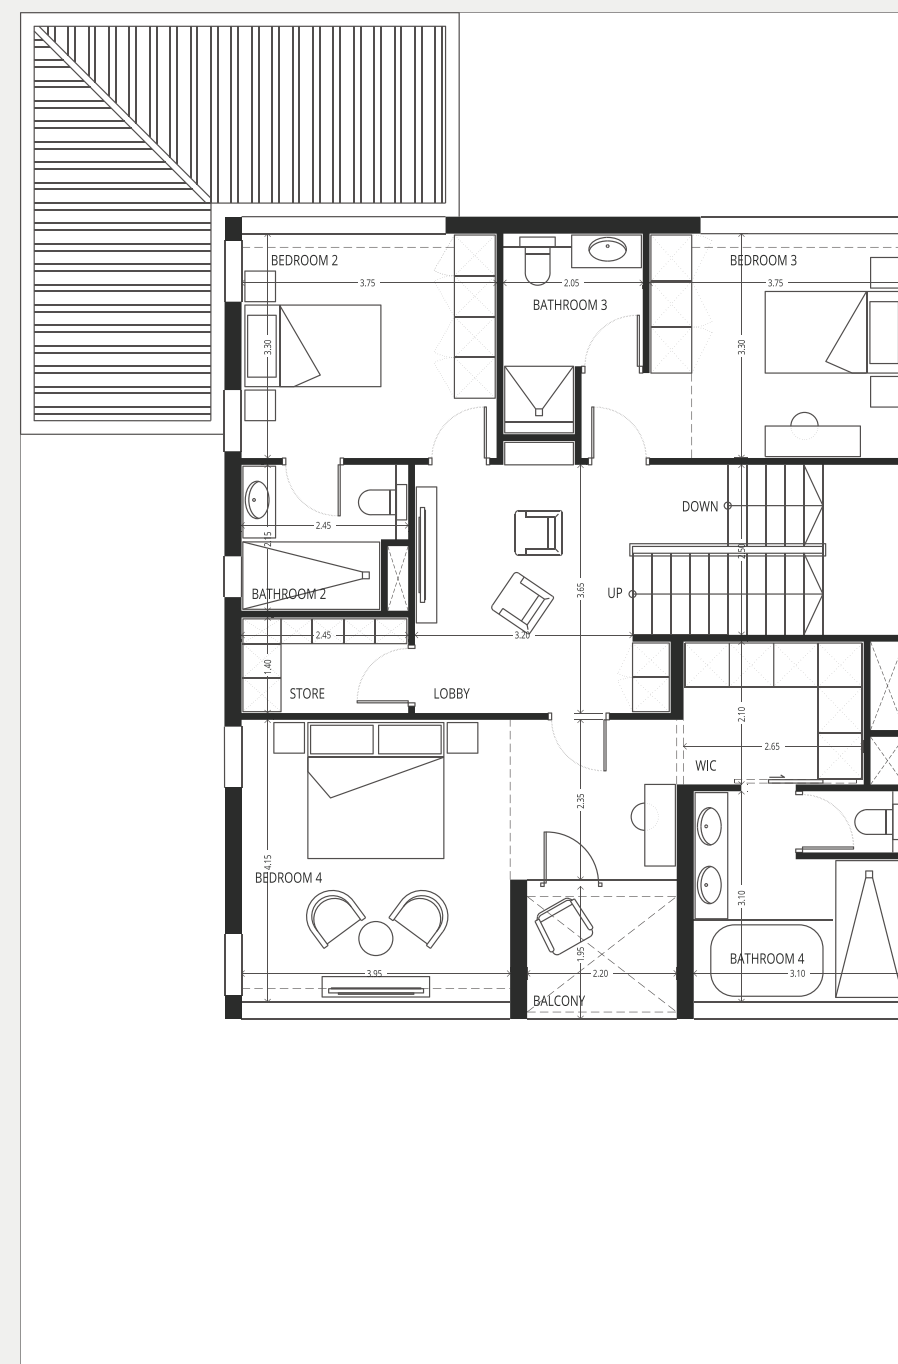 BEDROOM 2
BEDROOM 3
3.75
2.05
3.75
BATHROOM 3
3.30
3.30
DOWN
2.45
2.15
2.50
3.65
BATHROOM 2
UP
2.45
3.20
1.40
STORE
LOBBY
2.10
2.65
WIC
2.35
4.15
BEDROOM 4
3.10
1.95
BATHROOM 4
3.95
2.20
3.10
BALCONY